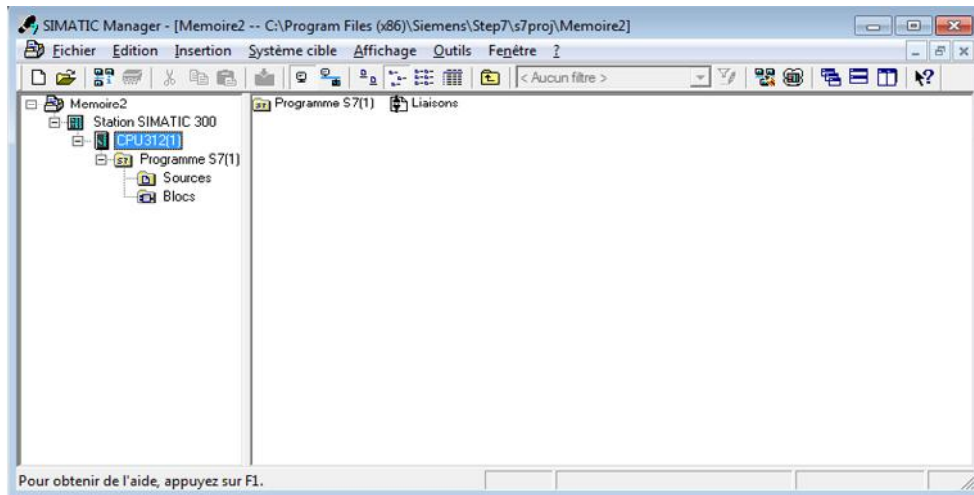 SIMATIC Manager - [Memoire2 -- C:\Program Files (x86)\Siemens\Step7\s7proj\Memoire2]
Fichier Edition Insertion Système cible Affichage Outils Fenêtre ?
< Aucun filtre >
Memoire2
Station SIMATIC 300
CPU312(1)
Programme S7(1)
Sources
Blocs
Programme S7(1) Liaisons
Pour obtenir de l'aide, appuyez sur F1.